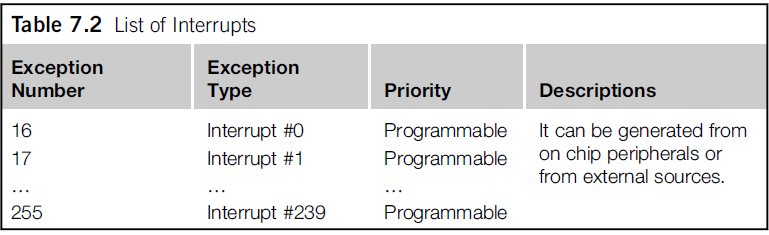 Table 7.2 List of Interrupts
Exception Number Exception Type Priority Descriptions
16 Interrupt #0 Programmable It can be generated from
17 Interrupt #1 Programmable on chip peripherals or
… … … from external sources.
255 Interrupt #239 Programmable